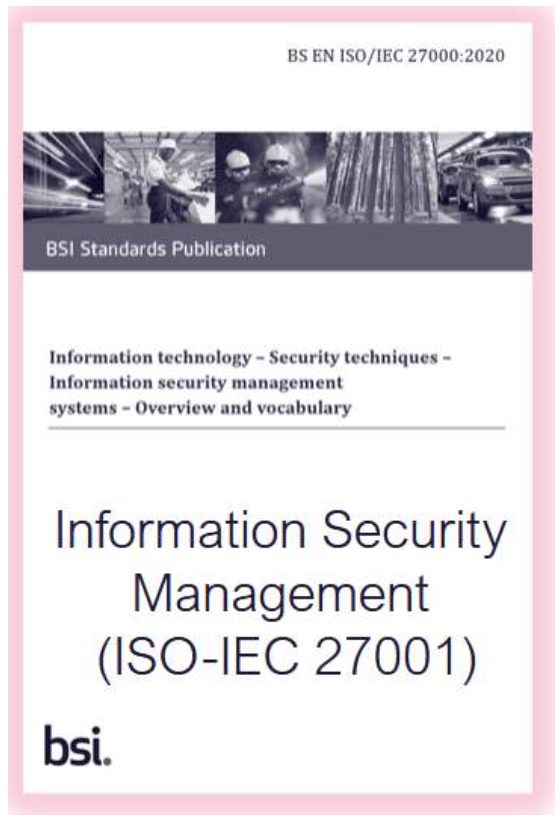 BS EN ISO/IEC 27000:2020
BSI Standards Publication
Information technology – Security techniques –
Information security management
systems – Overview and vocabulary
Information Security
Management
(ISO-IEC 27001)
bsi.